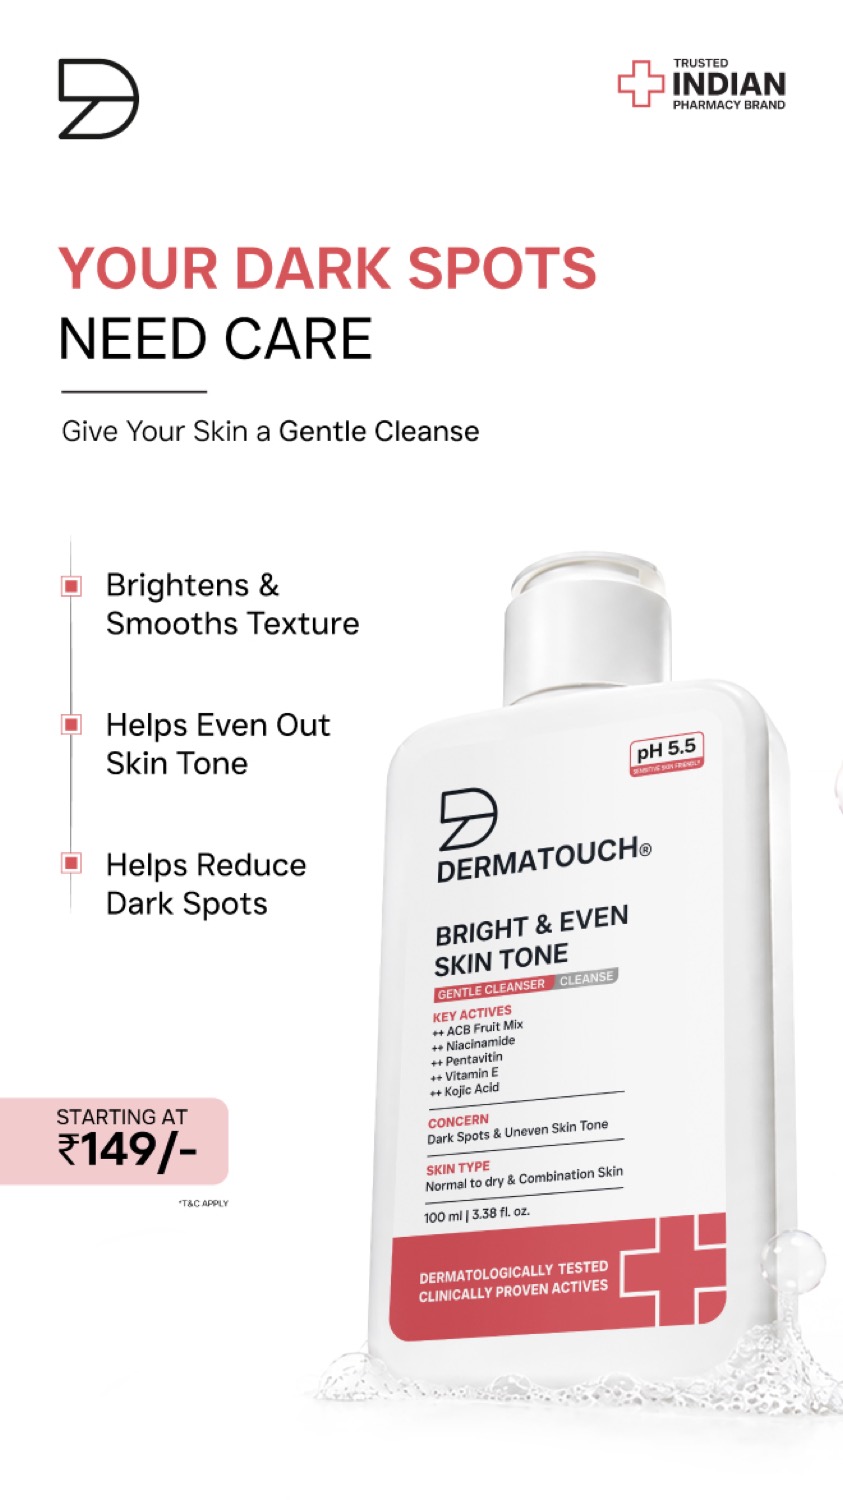 TRUSTED
INDIAN
PHARMACY BRAND
YOUR DARK SPOTS
NEED CARE
Give Your Skin a Gentle Cleanse
Brightens &
Smooths Texture
Helps Even Out
Skin Tone
Helps Reduce
Dark Spots
STARTING AT
₹149/-
*T&C APPLY
pH 5.5
SENSITIVE SKIN FRIENDLY
DERMATOUCH®
BRIGHT & EVEN
SKIN TONE
GENTLE CLEANSER CLEANSE
KEY ACTIVES
++ ACB Fruit Mix
++ Niacinamide
++ Pentavitin
++ Vitamin E
++ Kojic Acid
CONCERN
Dark Spots & Uneven Skin Tone
SKIN TYPE
Normal to dry & Combination Skin
100 ml | 3.38 fl. oz.
DERMATOLOGICALLY TESTED
CLINICALLY PROVEN ACTIVES